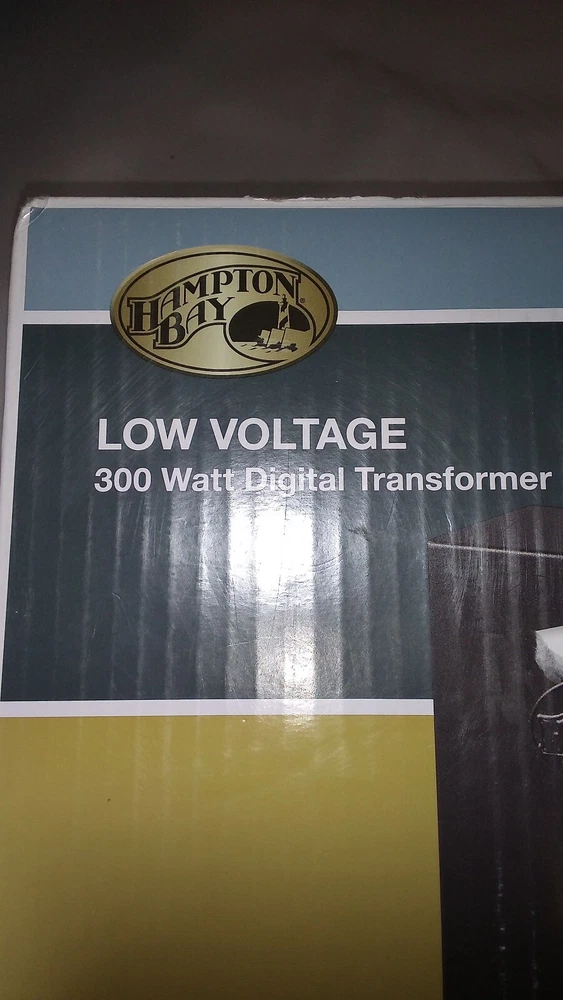 HAMPTON
BAY
LOW VOLTAGE
300 Watt Digital Transformer